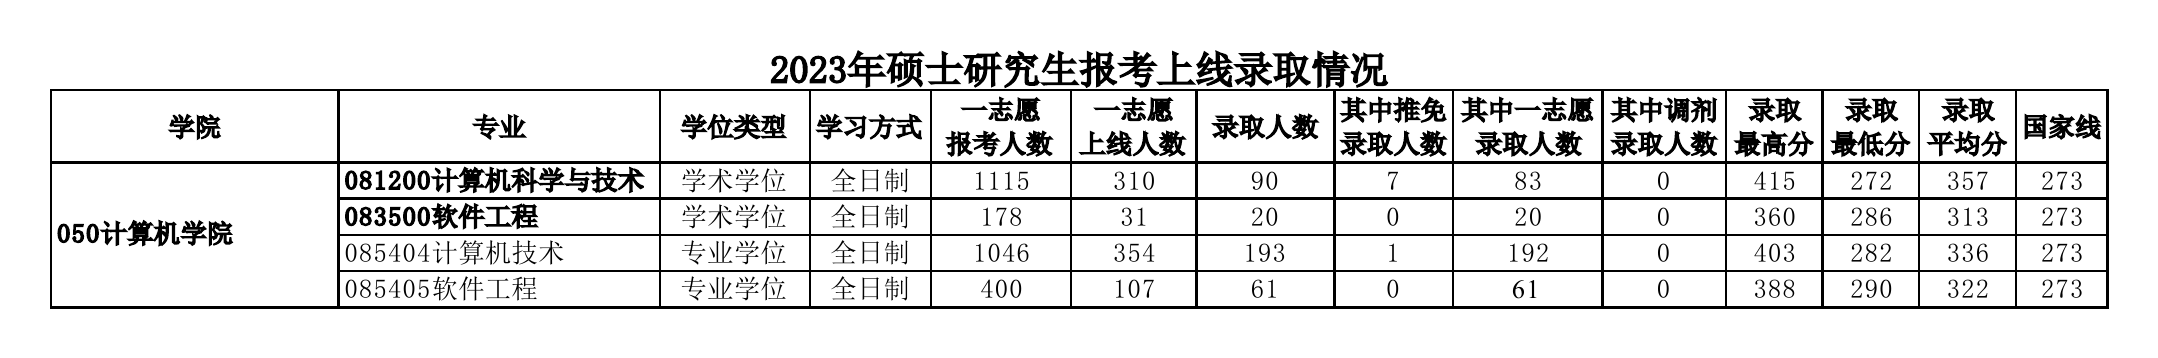 2023年硕士研究生报考上线录取情况
学院 专业 学位类型 学习方式 一志愿报考人数 一志愿上线人数 录取人数 其中推免录取人数 其中一志愿录取人数 其中调剂录取人数 录取最高分 录取最低分 录取平均分 国家线
050计算机学院
081200计算机科学与技术 学术学位 全日制 1115 310 90 7 83 0 415 272 357 273
083500软件工程 学术学位 全日制 178 31 20 0 20 0 360 286 313 273
085404计算机技术 专业学位 全日制 1046 354 193 1 192 0 403 282 336 273
085405软件工程 专业学位 全日制 400 107 61 0 61 0 388 290 322 273